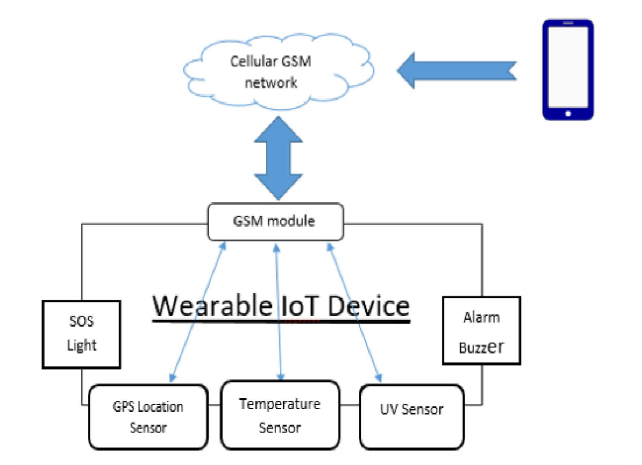 Cellular GSM
network
GSM module
Wearable IoT Device
SOS
Light
Alarm
Buzzer
GPS Location
Sensor
Temperature
Sensor
UV Sensor